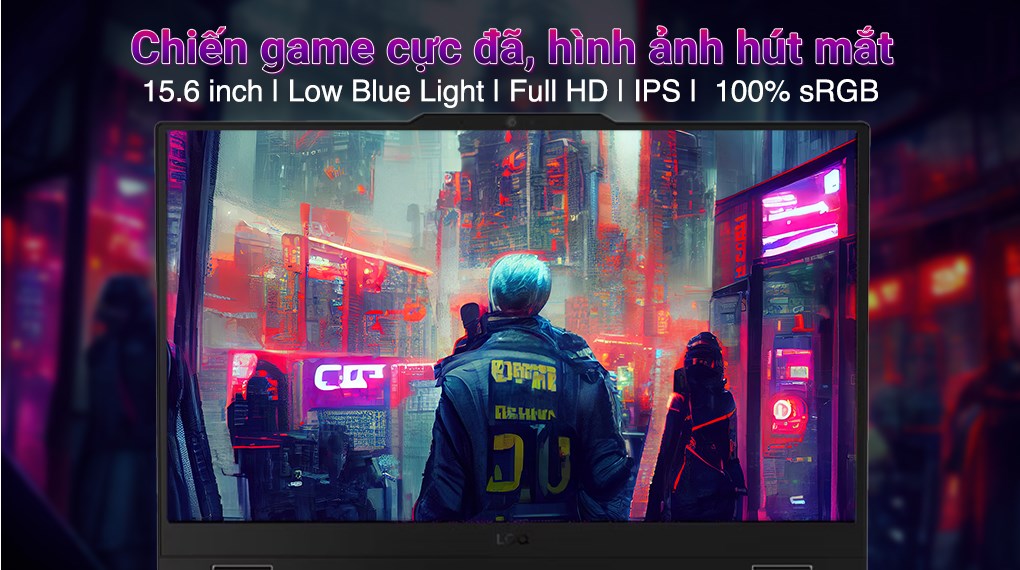 Chiến game cực đã, hình ảnh hút mắt
15.6 inch | Low Blue Light | Full HD | IPS | 100% sRGB
LOQ